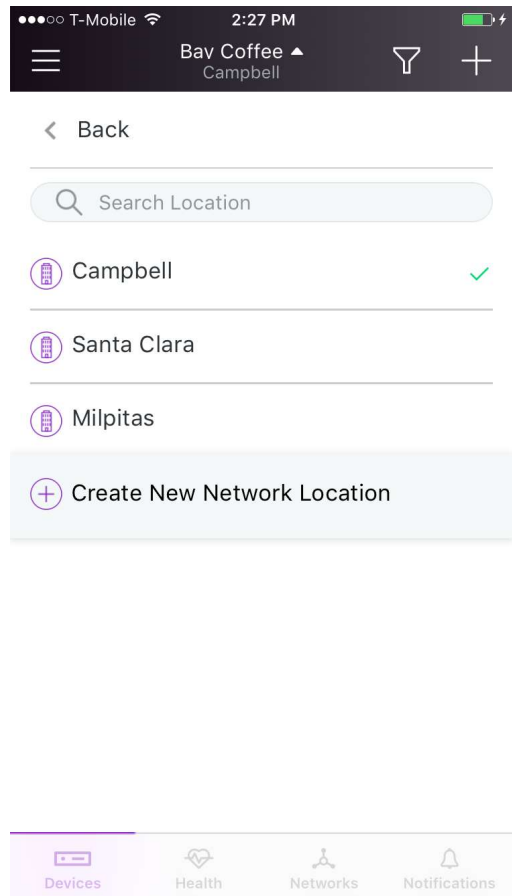 T-Mobile 2:27 PM
Bay Coffee
Campbell
Back
Search Location
Campbell
Santa Clara
Milpitas
Create New Network Location
Devices Health Networks Notifications